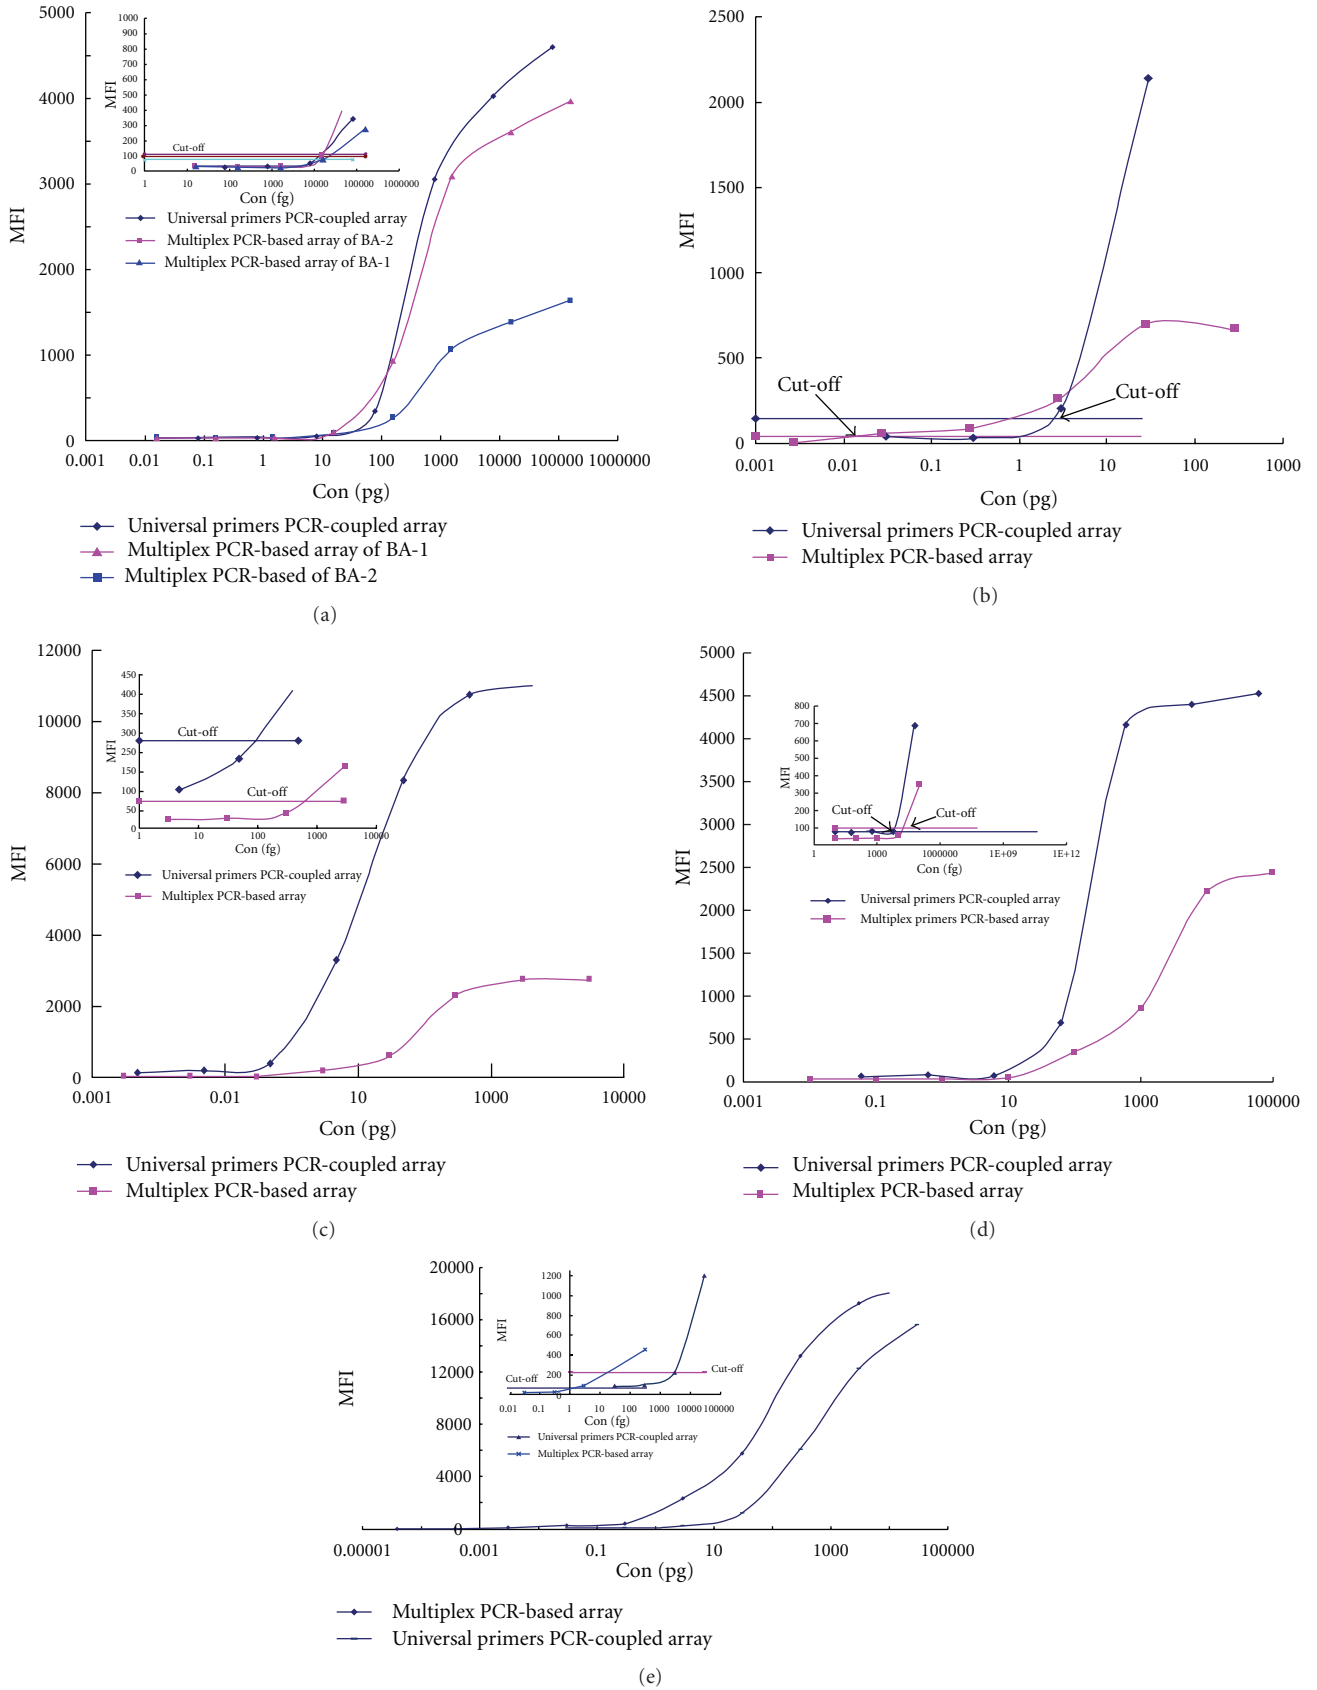 5000
4000
3000
2000
1000
0
MFI
0.01
0.1
1
10
100
1000
10000
100000
1000000
Con (pg)
1000
900
800
700
600
500
400
300
200
100
0
MFI
Cut-off
1
10
100
1000
10000
100000
1000000
Con (fg)
Universal primers PCR-coupled array
Multiplex PCR-based array of BA-2
Multiplex PCR-based array of BA-1
Universal primers PCR-coupled array
Multiplex PCR-based array of BA-1
Multiplex PCR-based of BA-2
(a)
2500
2000
1500
1000
500
0
MFI
Cut-off
Cut-off
0.001
0.01
0.1
1
10
100
1000
Con (pg)
Universal primers PCR-coupled array
Multiplex PCR-based array
(b)
12000
10000
8000
6000
4000
2000
0
MFI
0.001
0.01
10
1000
10000
Con (pg)
450
400
350
300
250
150
100
50
0
MFI
Cut-off
Cut-off
1
10
100
1000
10000
Con (fg)
Universal primers PCR-coupled array
Multiplex PCR-based array
Universal primers PCR-coupled array
Multiplex PCR-based array
(c)
5000
4500
4000
3500
3000
2500
2000
1500
1000
500
0
MFI
0.001
0.1
10
1000
100000
Con (pg)
800
700
600
500
400
300
200
100
MFI
Cut-off
Cut-off
1
1000
1000000
1E+09
1E+12
Con (fg)
Universal primers PCR-coupled array
Multiplex primers PCR-based array
Universal primers PCR-coupled array
Multiplex PCR-based array
(d)
20000
16000
12000
8000
4000
0
MFI
0.00001
0.001
0.1
10
1000
100000
Con (pg)
1200
1000
800
600
400
200
0
MFI
Cut-off
Cut-off
0.01
0.1
1
10
100
1000
10000
100000
Con (fg)
Universal primers PCR-coupled array
Multiplex PCR-based array
Multiplex PCR-based array
Universal primers PCR-coupled array
(e)